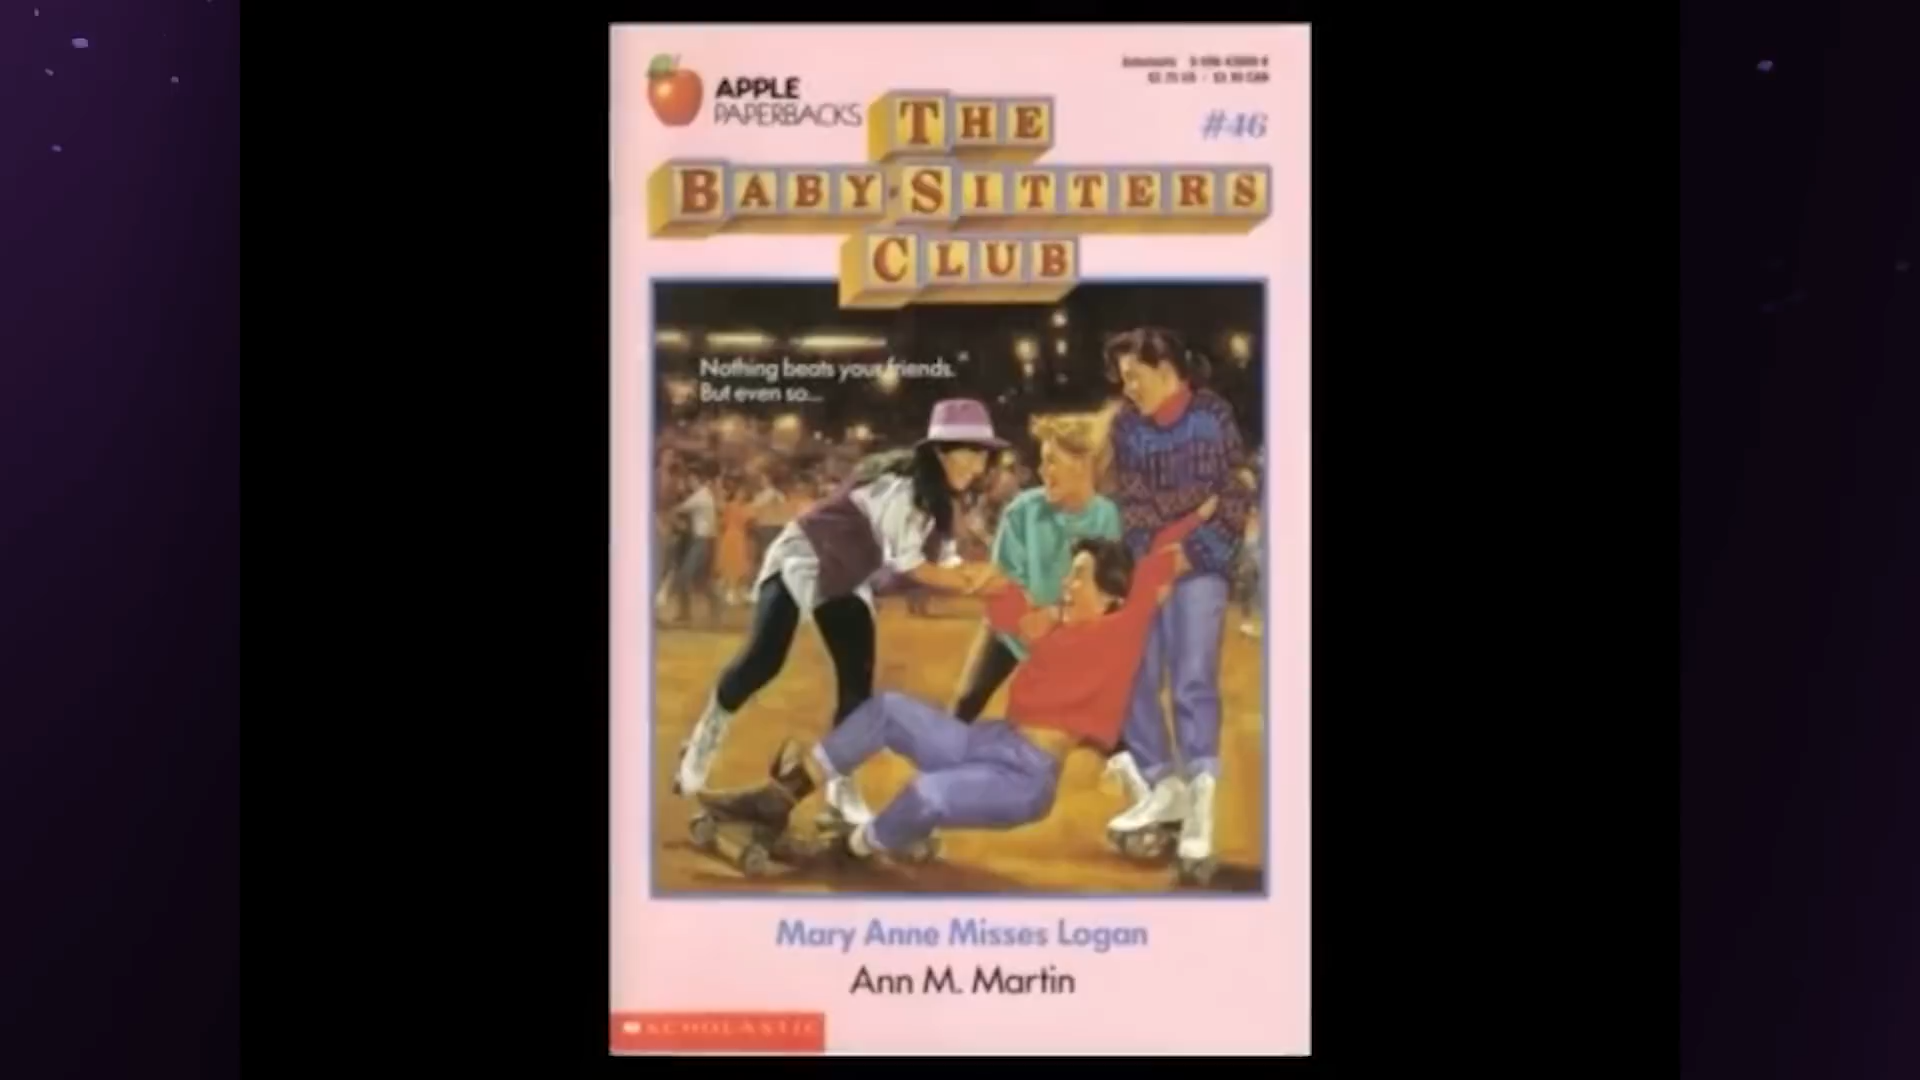 APPLE
PAPERBACKS
THE
BABY-SITTERS
CLUB
#46
Nothing beats your friends.
But even so...
Mary Anne Misses Logan
Ann M. Martin
SCHOLASTIC